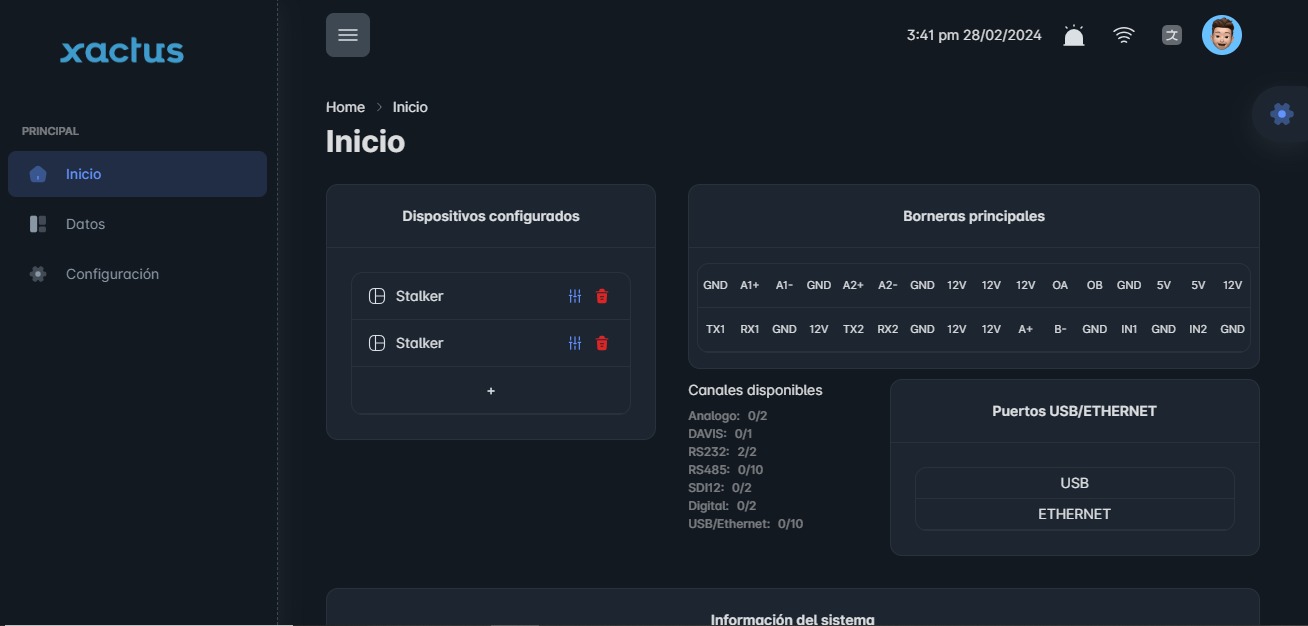 xactus
3:41 pm 28/02/2024
文
PRINCIPAL
Inicio
Datos
Configuración
Home > Inicio
Inicio
Dispositivos configurados
Stalker
Stalker
+
Borneras principales
GND A1+ A1- GND A2+ A2- GND 12V 12V 12V OA OB GND 5V 5V 12V
TX1 RX1 GND 12V TX2 RX2 GND 12V 12V A+ B- GND IN1 GND IN2 GND
Canales disponibles
Analogo: 0/2
DAVIS: 0/1
RS232: 2/2
RS485: 0/10
SDI12: 0/2
Digital: 0/2
USB/Ethernet: 0/10
Puertos USB/ETHERNET
USB
ETHERNET
Información del sistema